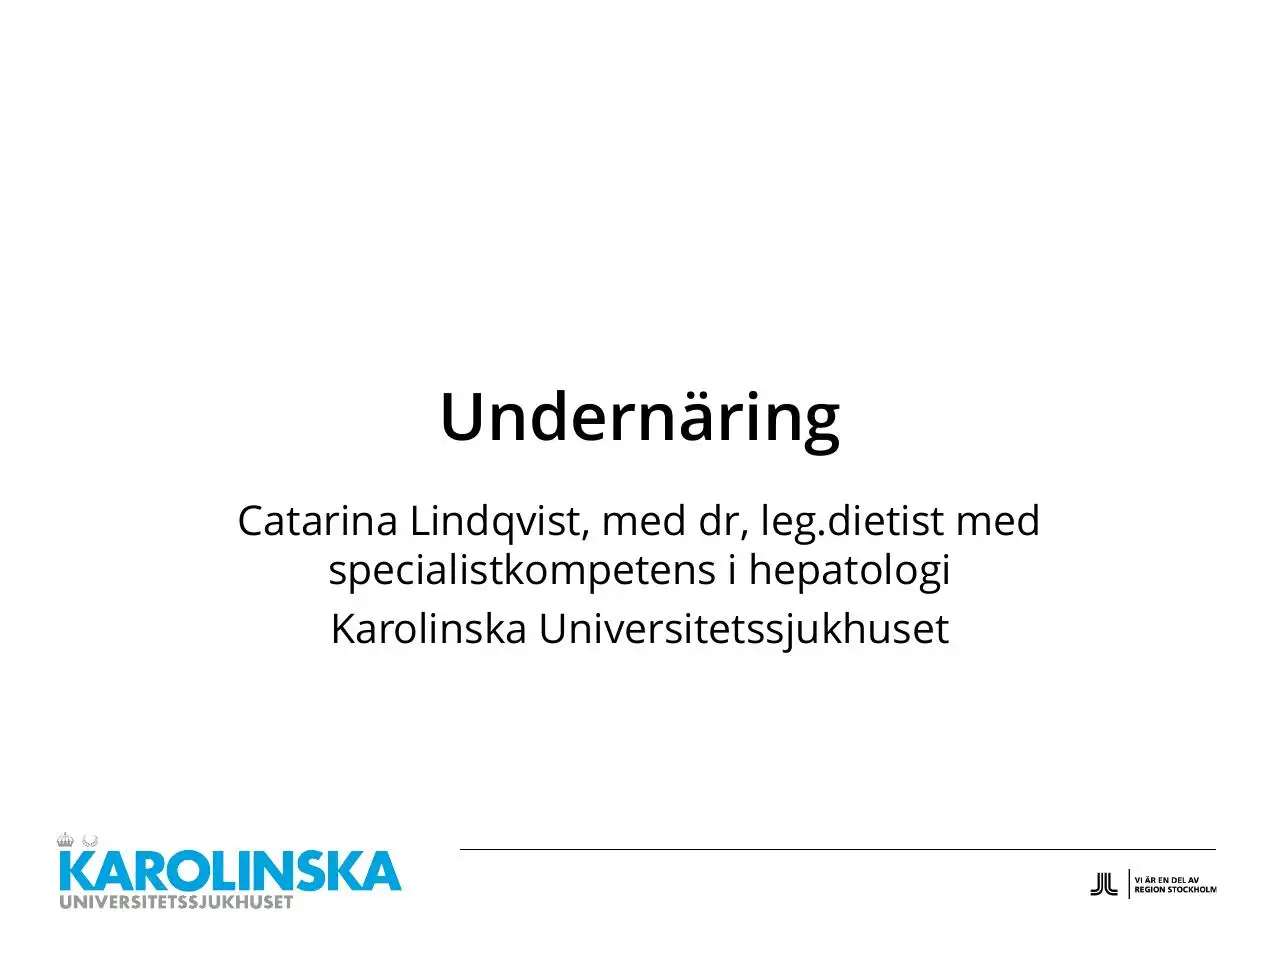 Undernäring
Catarina Lindqvist, med dr, leg.dietist med
specialistkompetens i hepatologi
Karolinska Universitetssjukhuset
KAROLINSKA
UNIVERSITETSSJUKHUSET
VI ÄR EN DEL AV
REGION STOCKHOLM